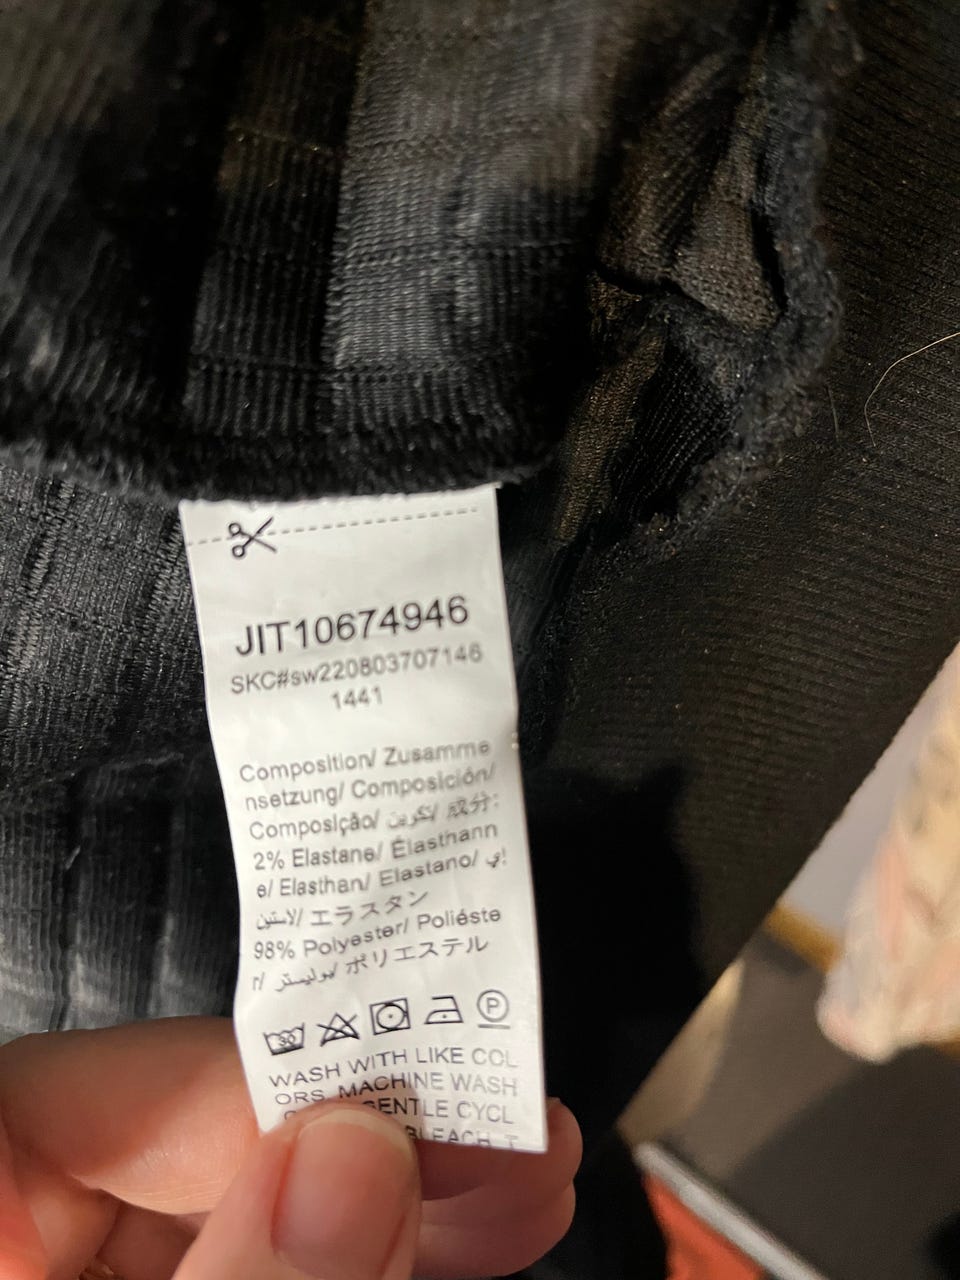 JIT10674946
SKC#sw220803707146
1441
Composition/ Zusamme
nsetzung/ Composición/
Composição/ تكوين/ 成分:
2% Elastane/ Élasthann
e/ Elasthan/ Elastano/ إي
لاستين/ エラスタン
98% Polyester/ Poliéste
r/ بوليستر/ ポリエステル
30 P
WASH WITH LIKE COL
ORS, MACHINE WASH
GENTLE CYCL
BLEACH, T